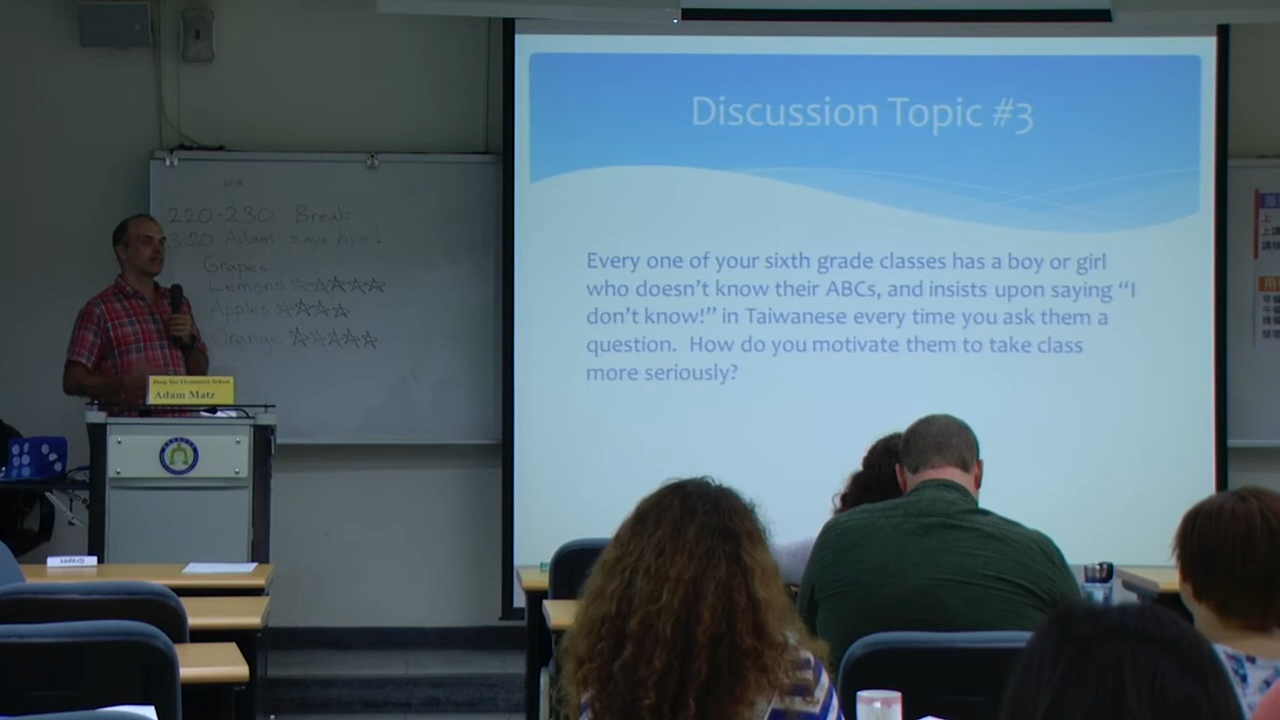 220-230 Break
3:20 Adam says bye!
Grapes
Lemons
Apples
Orange
Adam Matz
Grapes
Discussion Topic #3
Every one of your sixth grade classes has a boy or girl
who doesn’t know their ABCs, and insists upon saying “I
don’t know!” in Taiwanese every time you ask them a
question. How do you motivate them to take class
more seriously?